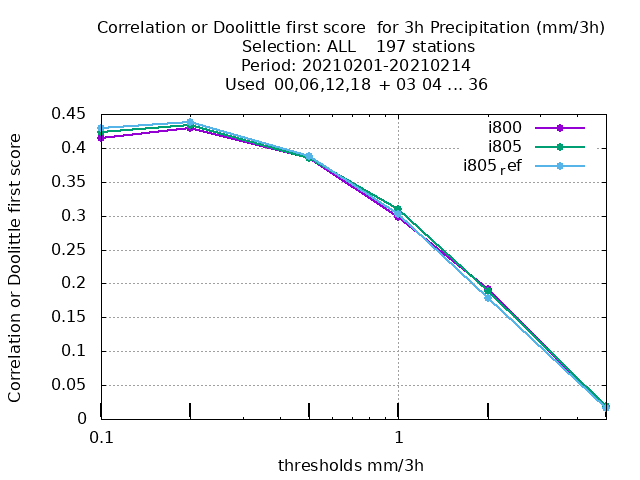 Correlation or Doolittle first score  for 3h Precipitation (mm/3h)
Selection: ALL    197 stations
Period: 20210201-20210214
Used  00,06,12,18  + 03 04 ... 36
Correlation or Doolittle first score
0.45
0.4
0.35
0.3
0.25
0.2
0.15
0.1
0.05
0
i800
i805
i805ref
0.1
1
thresholds mm/3h